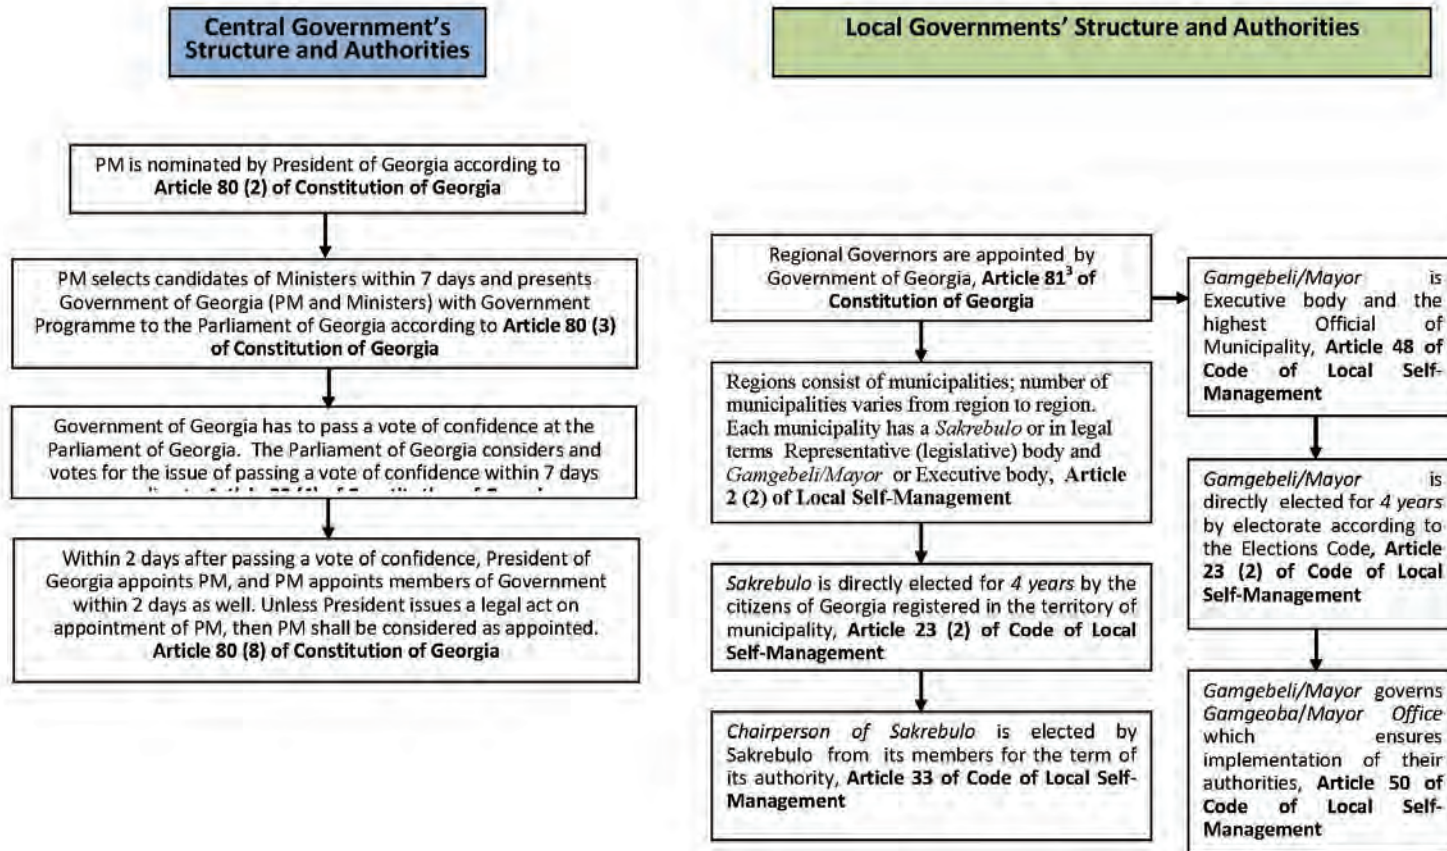 Central Government's
Structure and Authorities
PM is nominated by President of Georgia according to
Article 80 (2) of Constitution of Georgia
PM selects candidates of Ministers within 7 days and presents
Government of Georgia (PM and Ministers) with Government
Programme to the Parliament of Georgia according to Article 80 (3)
of Constitution of Georgia
Government of Georgia has to pass a vote of confidence at the
Parliament of Georgia. The Parliament of Georgia considers and
votes for the issue of passing a vote of confidence within 7 days
of Constitution of
Within 2 days after passing a vote of confidence, President of
Georgia appoints PM, and PM appoints members of Government
within 2 days as well. Unless President issues a legal act on
appointment of PM, then PM shall be considered as appointed.
Article 80 (8) of Constitution of Georgia
Local Governments' Structure and Authorities
Regional Governors are appointed by
Government of Georgia, Article 81³ of
Constitution of Georgia
Regions consist of municipalities; number of
municipalities varies from region to region.
Each municipality has a Sakrebulo or in legal
terms Representative (legislative) body and
Gamgebeli/Mayor or Executive body, Article
2 (2) of Local Self-Management
Sakrebulo is directly elected for 4 years by the
citizens of Georgia registered in the territory of
municipality, Article 23 (2) of Code of Local
Self-Management
Chairperson of Sakrebulo is elected by
Sakrebulo from its members for the term of
its authority, Article 33 of Code of Local Self-
Management
Gamgebeli/Mayor is
Executive body and the
highest Official of
Municipality, Article 48 of
Code of Local Self-
Management
Gamgebeli/Mayor is
directly elected for 4 years
by electorate according to
the Elections Code, Article
23 (2) of Code of Local
Self-Management
Gamgebeli/Mayor governs
Gamgeoba/Mayor Office
which ensures
implementation of their
authorities, Article 50 of
Code of Local Self-
Management